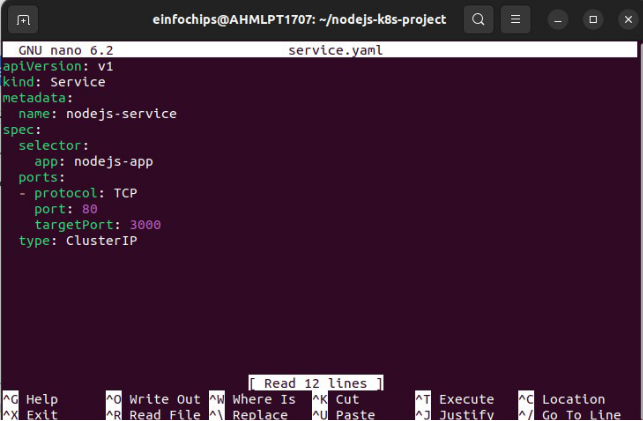 einfochips@AHMLPT1707: ~/nodejs-k8s-project
GNU nano 6.2 service.yaml
apiVersion: v1
kind: Service
metadata:
  name: nodejs-service
spec:
  selector:
    app: nodejs-app
  ports:
  - protocol: TCP
    port: 80
    targetPort: 3000
  type: ClusterIP
[ Read 12 lines ]
^G Help ^O Write Out ^W Where Is ^K Cut ^T Execute ^C Location
^X Exit ^R Read File ^\ Replace ^U Paste ^J Justify ^/ Go To Line